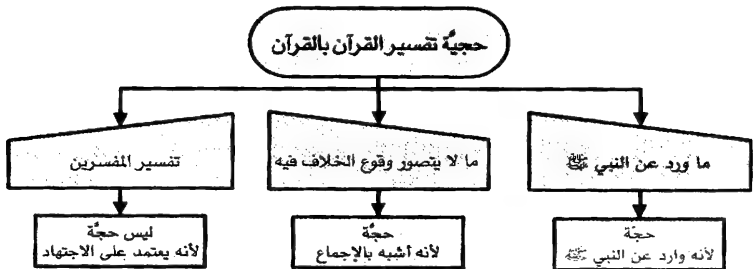 حجيَّة تفسير القرآن بالقرآن
ما ورد عن النبي ﷺ
ما لا يتصور وقوع الخلاف فيه
تفسير المفسرين
حجَّة
لأنه وارد عن النبي ﷺ
حجَّة
لأنه أشبه بالإجماع
ليس حجَّة
لأنه يعتمد على الاجتهاد